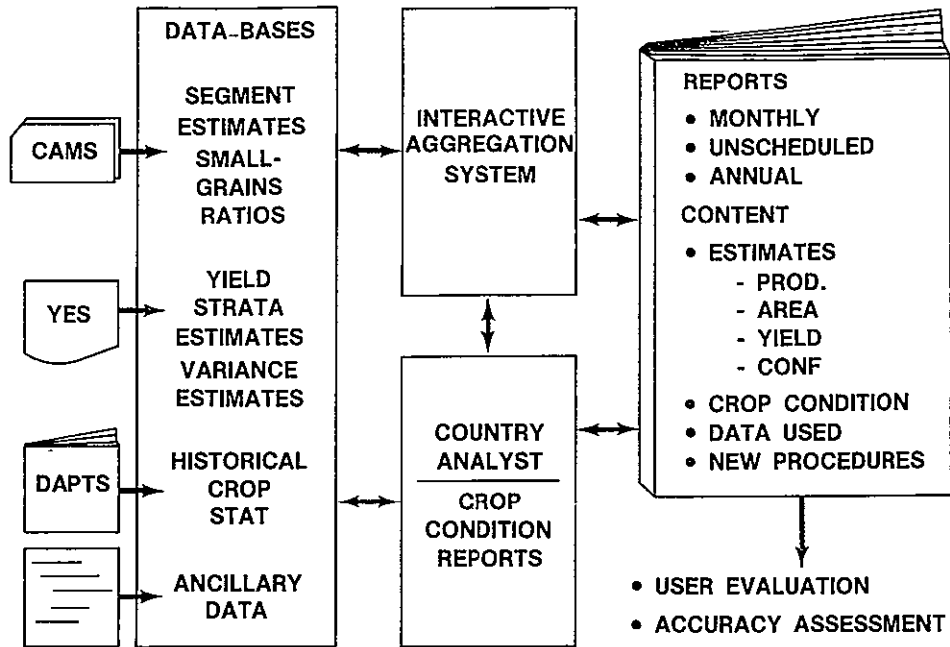 CAMS
YES
DAPTS
DATA-BASES
SEGMENT
ESTIMATES
SMALL-
GRAINS
RATIOS
YIELD
STRATA
ESTIMATES
VARIANCE
ESTIMATES
HISTORICAL
CROP
STAT
ANCILLARY
DATA
INTERACTIVE
AGGREGATION
SYSTEM
COUNTRY
ANALYST
CROP
CONDITION
REPORTS
REPORTS
• MONTHLY
• UNSCHEDULED
• ANNUAL
CONTENT
• ESTIMATES
- PROD.
- AREA
- YIELD
- CONF
• CROP CONDITION
• DATA USED
• NEW PROCEDURES
• USER EVALUATION
• ACCURACY ASSESSMENT